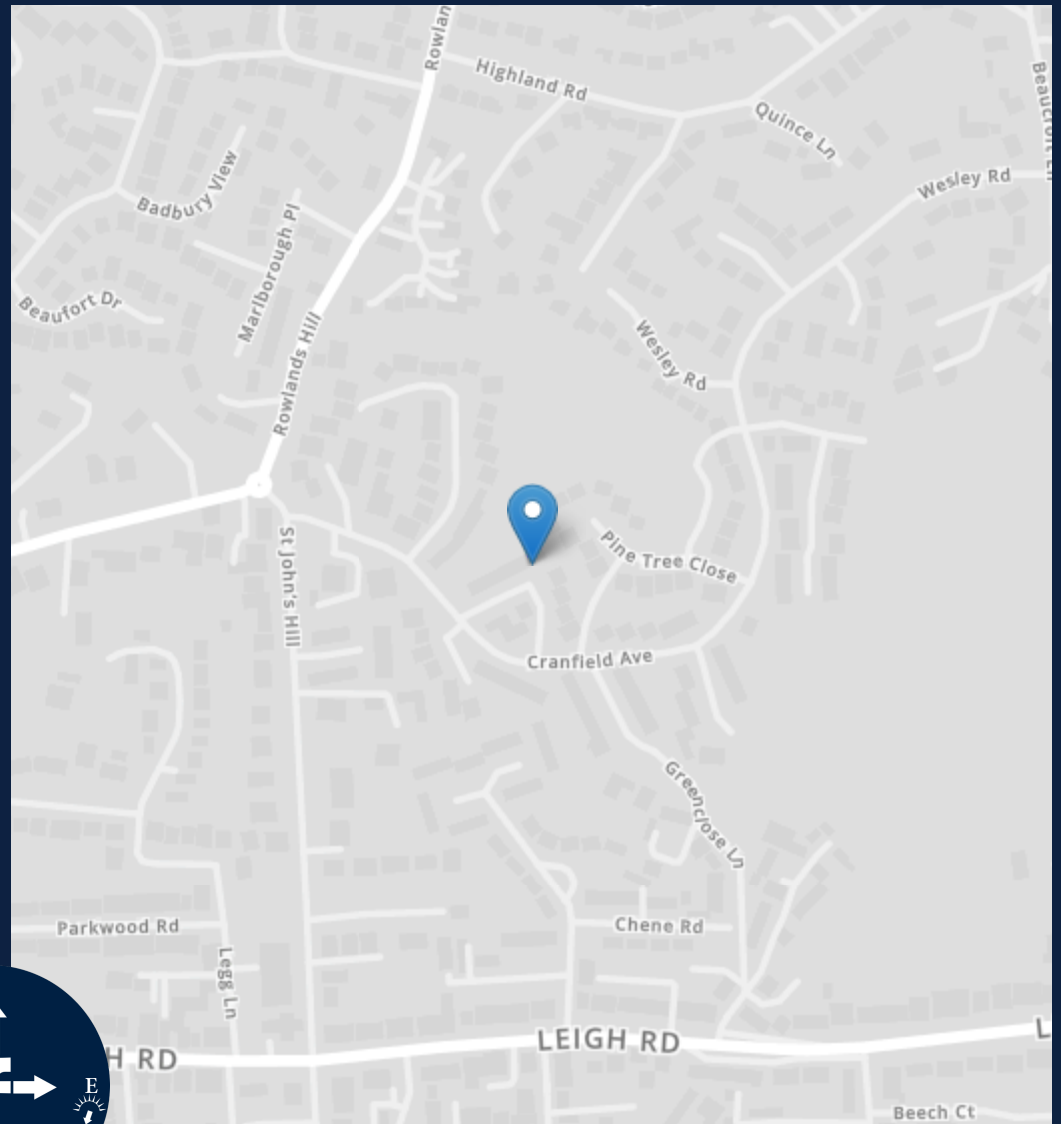 Rowlan
Highland Rd
Quince Ln
Beaucroft Ln
Wesley Rd
Badbury View
Marlborough Pl
Beaufort Dr
Rowlands Hill
Wesley Rd
St John's Hill
Pine Tree Close
Cranfield Ave
Greenclose Ln
Parkwood Rd
Chene Rd
Legg Ln
LEIGH RD
L
H RD
E
Beech Ct